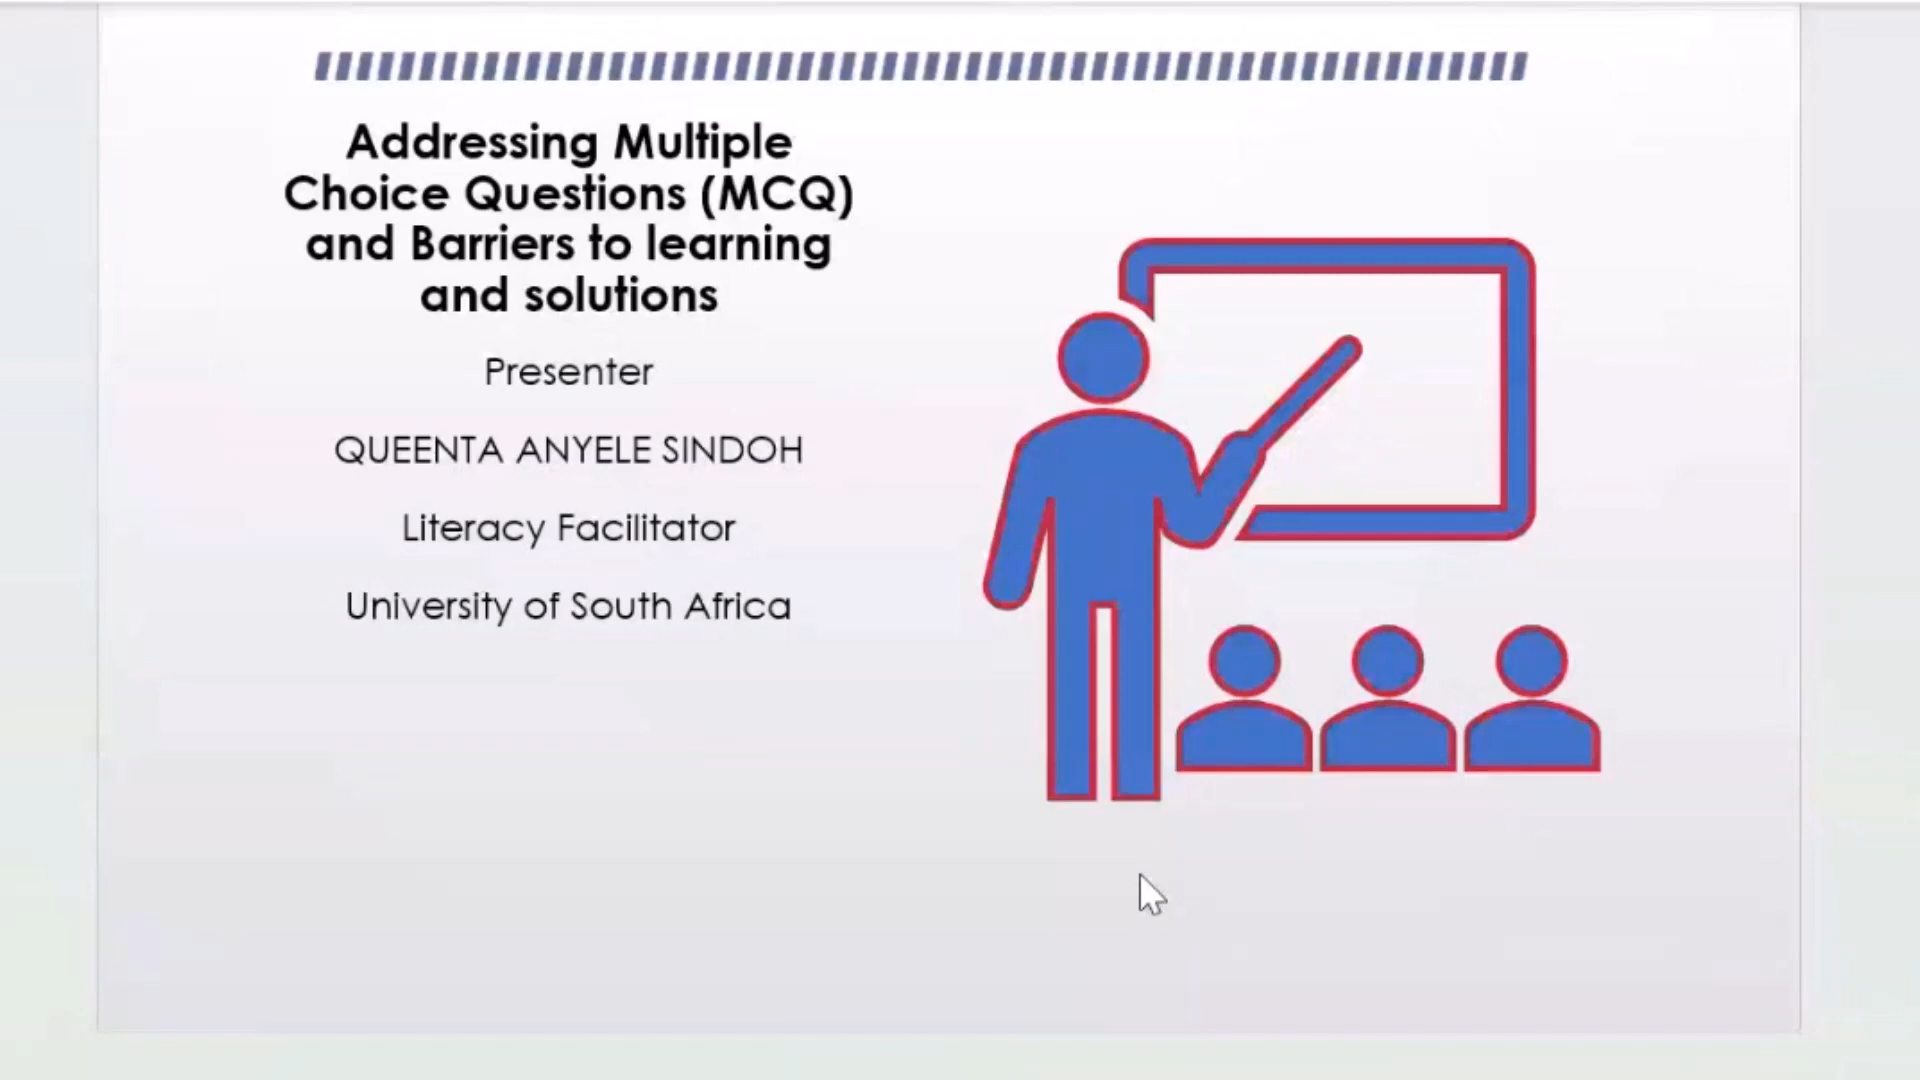 Addressing Multiple
Choice Questions (MCQ)
and Barriers to learning
and solutions
Presenter
QUEENTA ANYELE SINDOH
Literacy Facilitator
University of South Africa